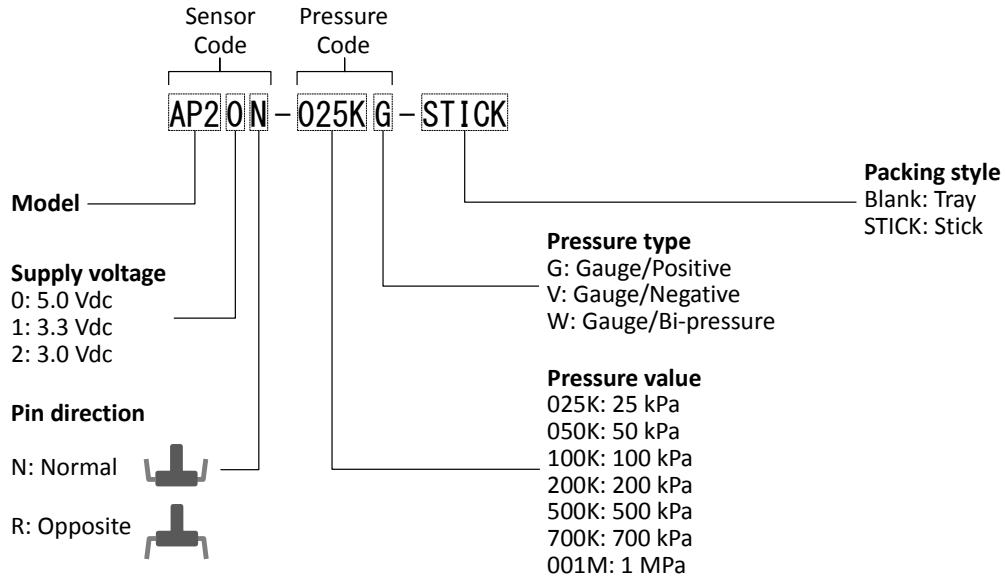 Sensor Code
Pressure Code
AP20N-025KG-STICK
Model
Supply voltage
0: 5.0 Vdc
1: 3.3 Vdc
2: 3.0 Vdc
Pin direction
N: Normal
R: Opposite
Packing style
Blank: Tray
STICK: Stick
Pressure type
G: Gauge/Positive
V: Gauge/Negative
W: Gauge/Bi-pressure
Pressure value
025K: 25 kPa
050K: 50 kPa
100K: 100 kPa
200K: 200 kPa
500K: 500 kPa
700K: 700 kPa
001M: 1 MPa